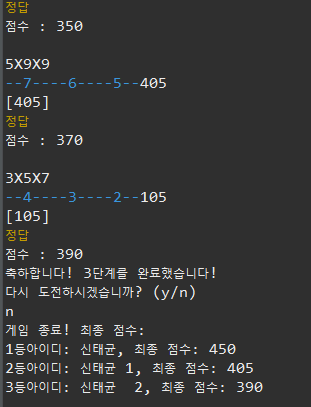 정답
점수 : 350
5X9X9
--7----6----5--405
[405]
정답
점수 : 370
3X5X7
--4----3----2--105
[105]
정답
점수 : 390
축하합니다! 3단계를 완료했습니다!
다시 도전하시겠습니까? (y/n)
n
게임 종료! 최종 점수:
1등아이디: 신태균, 최종 점수: 450
2등아이디: 신태균 1, 최종 점수: 405
3등아이디: 신태균  2, 최종 점수: 390